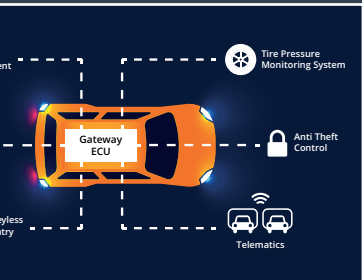 Tire Pressure
Monitoring System
Gateway
ECU
Anti Theft
Control
Telematics